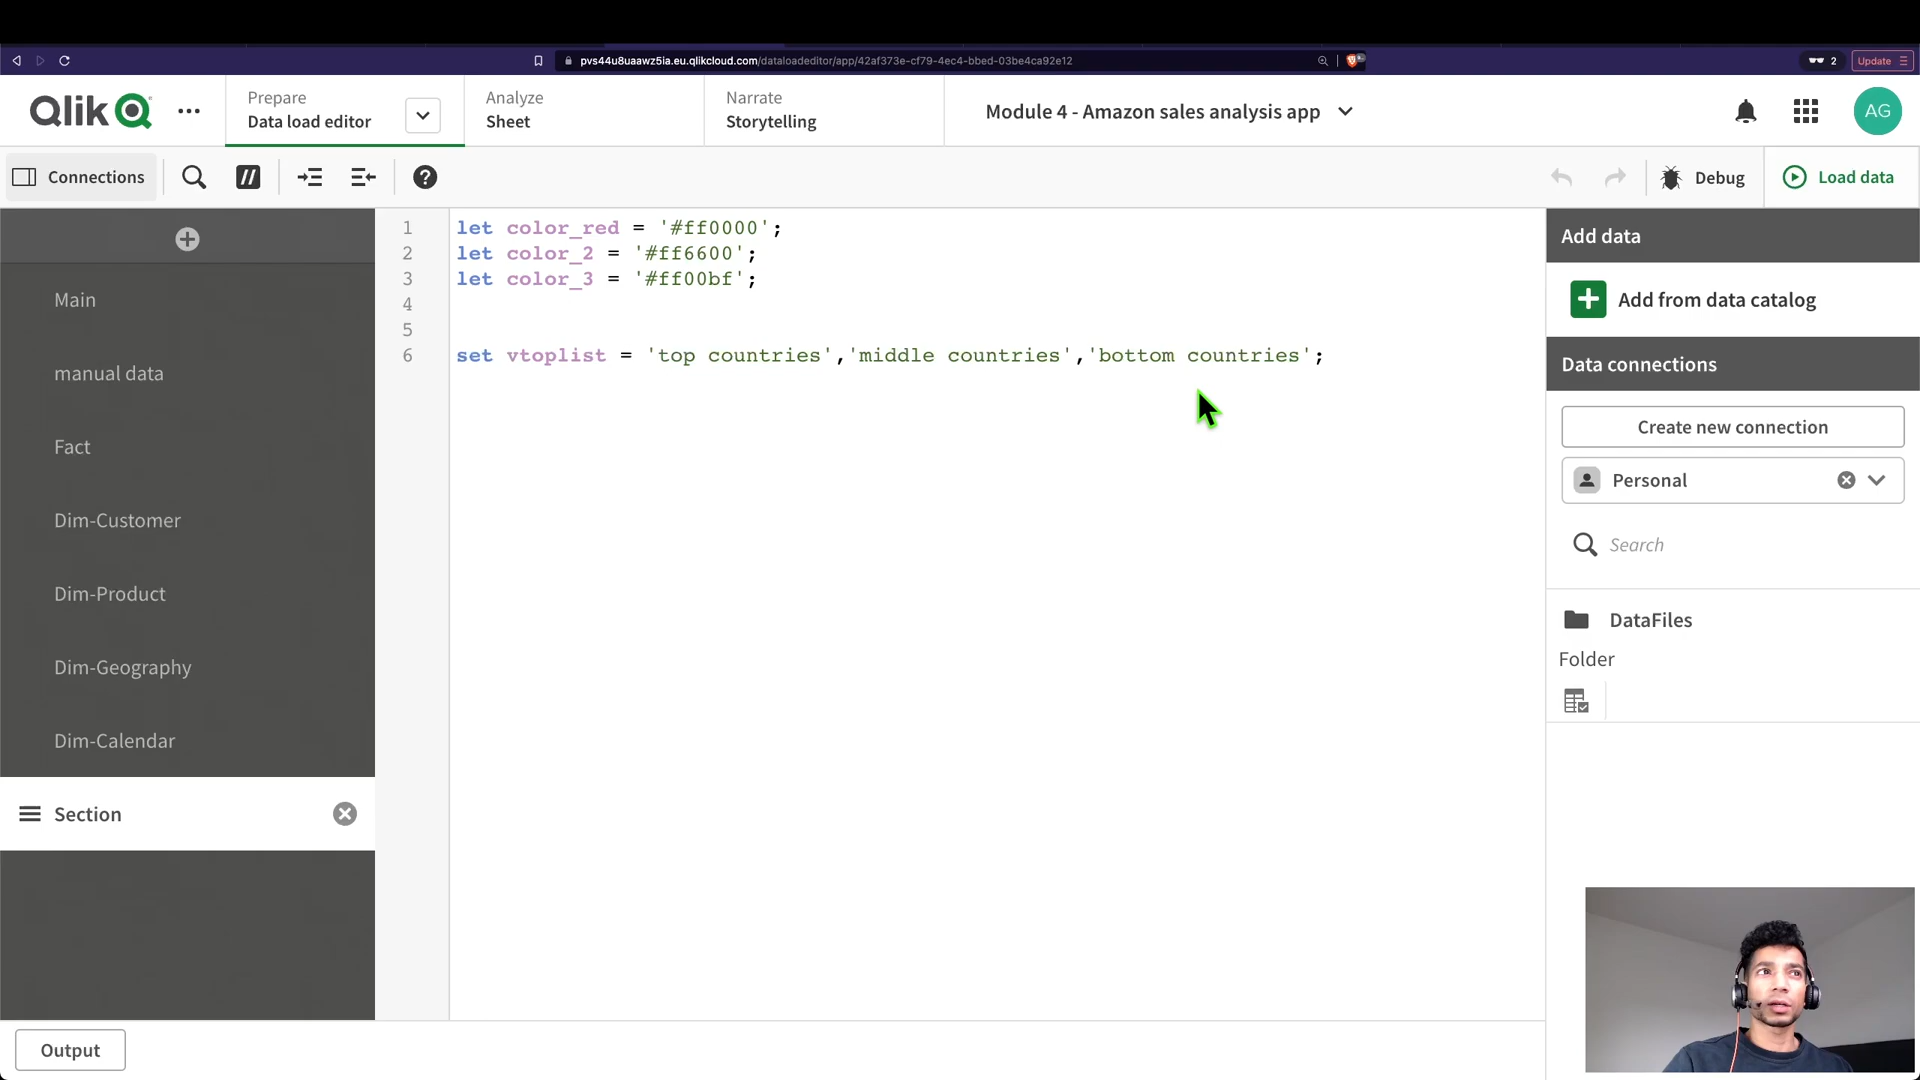 pvs44u8uaawz5ia.eu.qlikcloud.com/dataloadeditor/app/42af373e-cf79-4ec4-bbed-03be4ca92e12
2
Update
Qlik
Prepare
Data load editor
Analyze
Sheet
Narrate
Storytelling
Module 4 - Amazon sales analysis app
AG
Connections
//
?
Debug
Load data
Main
manual data
Fact
Dim-Customer
Dim-Product
Dim-Geography
Dim-Calendar
Section
1 let color_red = '#ff0000';
2 let color_2 = '#ff6600';
3 let color_3 = '#ff00bf';
4
5
6 set vtoplist = 'top countries','middle countries','bottom countries';
Add data
Add from data catalog
Data connections
Create new connection
Personal
Search
DataFiles
Folder
Output